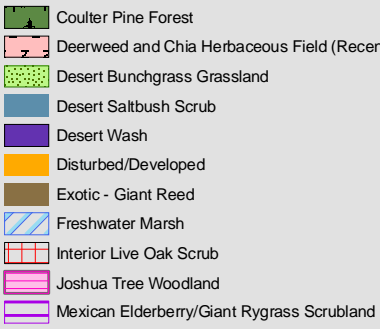 Coulter Pine Forest
Deerweed and Chia Herbaceous Field (Recen
Desert Bunchgrass Grassland
Desert Saltbush Scrub
Desert Wash
Disturbed/Developed
Exotic - Giant Reed
Freshwater Marsh
Interior Live Oak Scrub
Joshua Tree Woodland
Mexican Elderberry/Giant Rygrass Scrubland